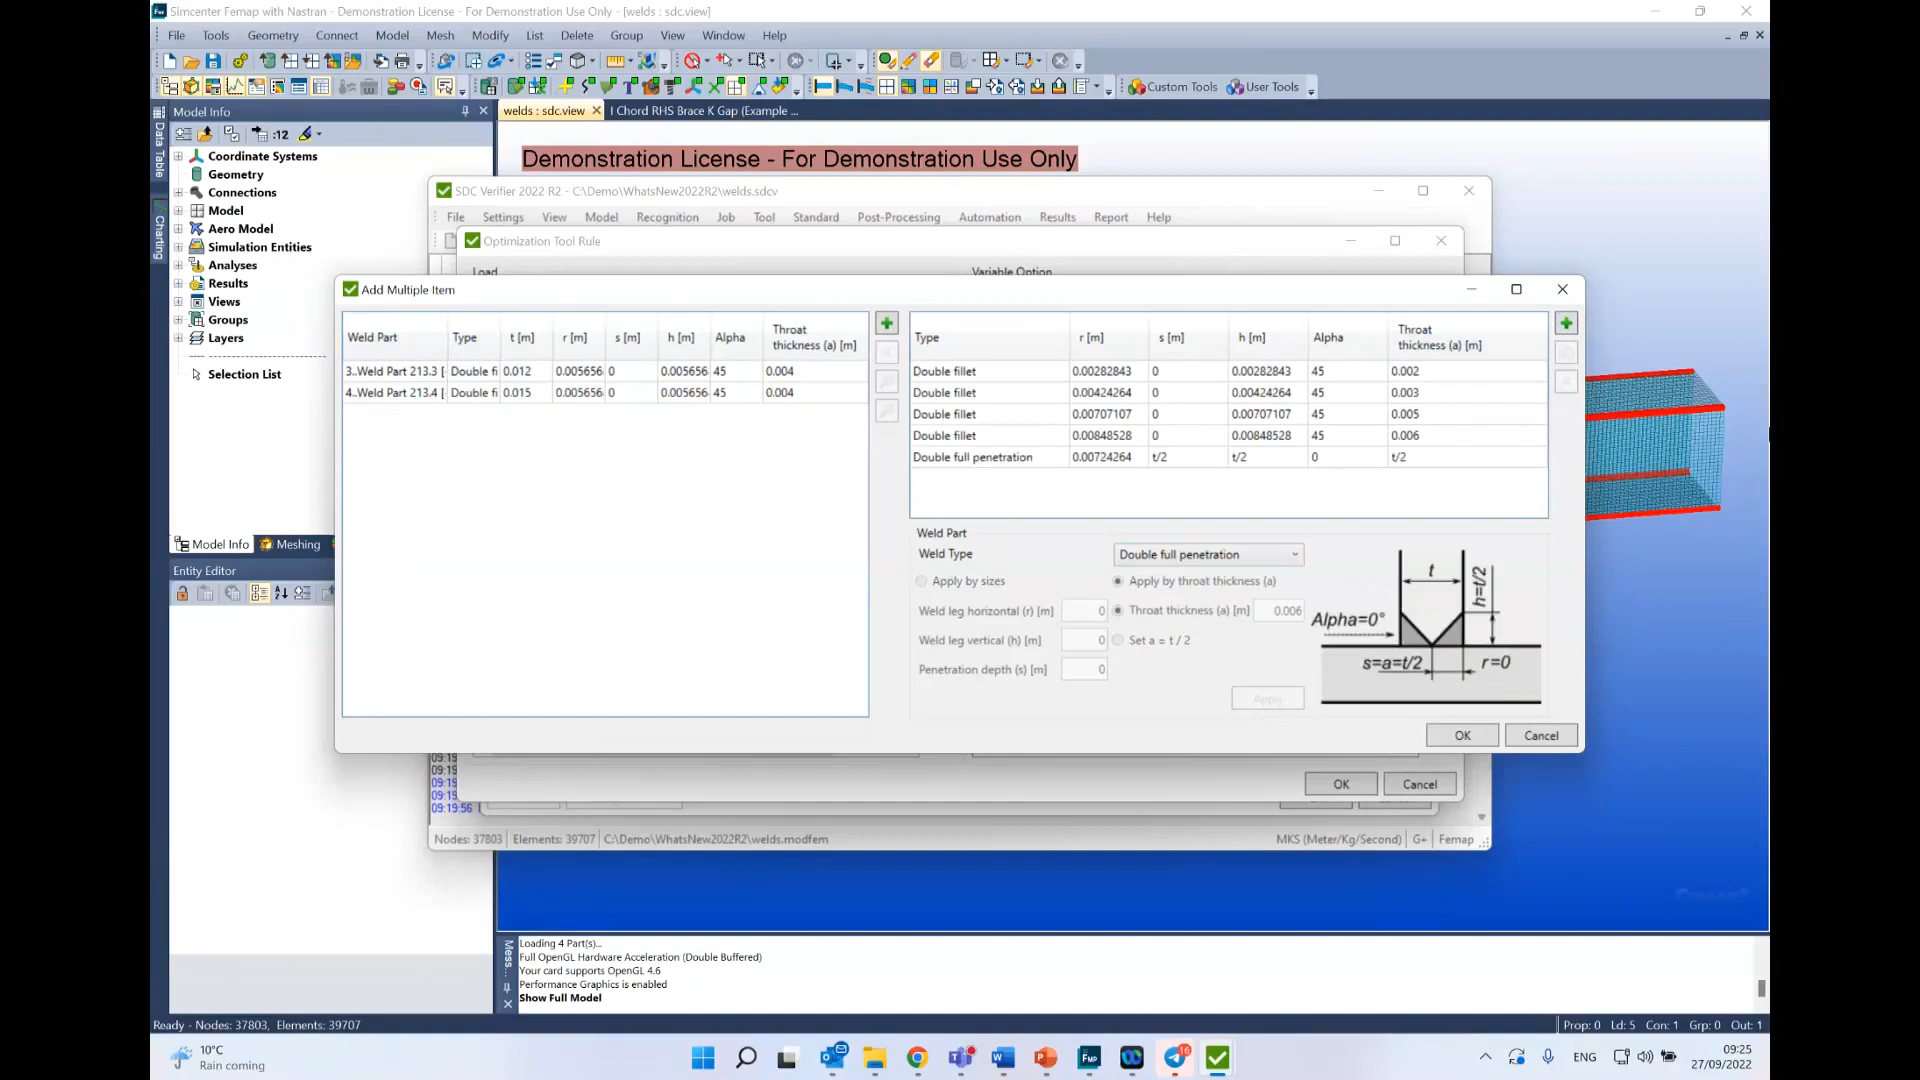 Simcenter Femap with Nastran - Demonstration License - For Demonstration Use Only - [welds : sdc.view]
File Tools Geometry Connect Model Mesh Modify List Delete Group View Window Help
Custom Tools User Tools
Model Info
welds : sdc.view
I Chord RHS Brace K Gap (Example ...
Data Table
Charting
:12
Coordinate Systems
Geometry
Connections
Model
Aero Model
Simulation Entities
Analyses
Results
Views
Groups
Layers
Selection List
Model Info Meshing
Entity Editor
Demonstration License - For Demonstration Use Only
SDC Verifier 2022 R2 - C:\Demo\WhatsNew2022R2\welds.sdcv
File Settings View Model Recognition Job Tool Standard Post-Processing Automation Results Report Help
Optimization Tool Rule
Load Variable Option
Add Multiple Item
Weld Part Type t [m] r [m] s [m] h [m] Alpha Throat thickness (a) [m]
3..Weld Part 213.3 [ Double fi 0.012 0.005656 0 0.005656 45 0.004
4..Weld Part 213.4 [ Double fi 0.015 0.005656 0 0.005656 45 0.004
Type r [m] s [m] h [m] Alpha Throat thickness (a) [m]
Double fillet 0.00282843 0 0.00282843 45 0.002
Double fillet 0.00424264 0 0.00424264 45 0.003
Double fillet 0.00707107 0 0.00707107 45 0.005
Double fillet 0.00848528 0 0.00848528 45 0.006
Double full penetration 0.00724264 t/2 t/2 0 t/2
Weld Part
Weld Type Double full penetration
Apply by sizes Apply by throat thickness (a)
Weld leg horizontal (r) [m] 0 Throat thickness (a) [m] 0.006
Weld leg vertical (h) [m] 0 Set a = t / 2
Penetration depth (s) [m] 0
Apply
t
h=t/2
Alpha=0°
s=a=t/2 r=0
OK Cancel
09:19
09:19
09:19
09:19:56
OK Cancel
Nodes: 37803 Elements: 39707 C:\Demo\WhatsNew2022R2\welds.modfem MKS (Meter/Kg/Second) G+ Femap
Mess...
Loading 4 Part(s)...
Full OpenGL Hardware Acceleration (Double Buffered)
Your card supports OpenGL 4.6
Performance Graphics is enabled
Show Full Model
Ready - Nodes: 37803, Elements: 39707
Prop: 0 Ld: 5 Con: 1 Grp: 0 Out: 1
10°C
Rain coming
FMP
16
ENG
09:25
27/09/2022